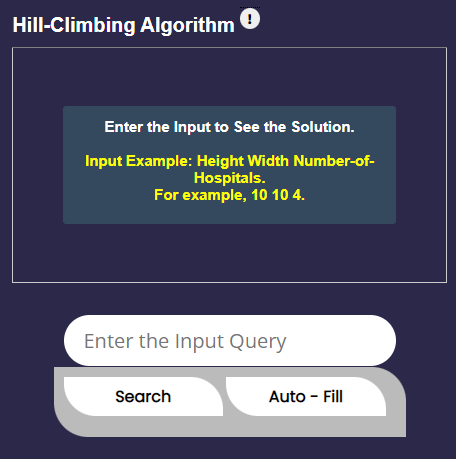 Hill-Climbing Algorithm !
Enter the Input to See the Solution.
Input Example: Height Width Number-of-
Hospitals.
For example, 10 10 4.
Enter the Input Query
Search
Auto - Fill